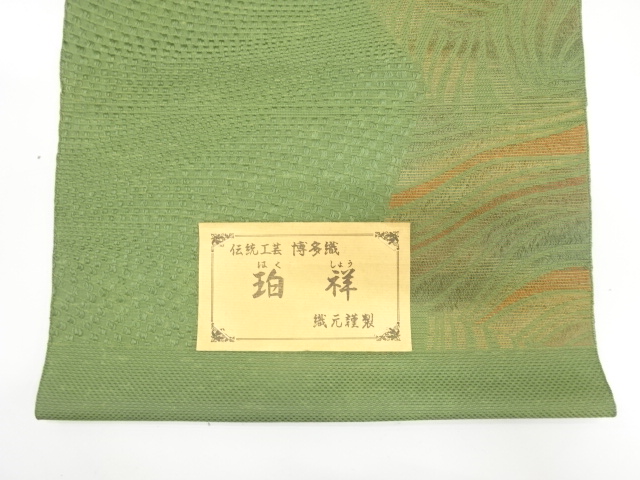 伝統工芸 博多織
はく しょう
珀祥
織元謹製